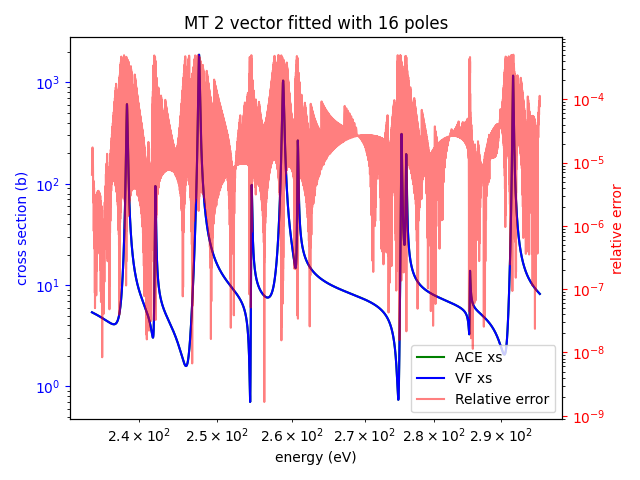 MT 2 vector fitted with 16 poles
cross section (b)
10³
10²
10¹
10⁰
relative error
10⁻⁴
10⁻⁵
10⁻⁶
10⁻⁷
10⁻⁸
10⁻⁹
ACE xs
VF xs
Relative error
2.4 × 10² 2.5 × 10² 2.6 × 10² 2.7 × 10² 2.8 × 10² 2.9 × 10²
energy (eV)